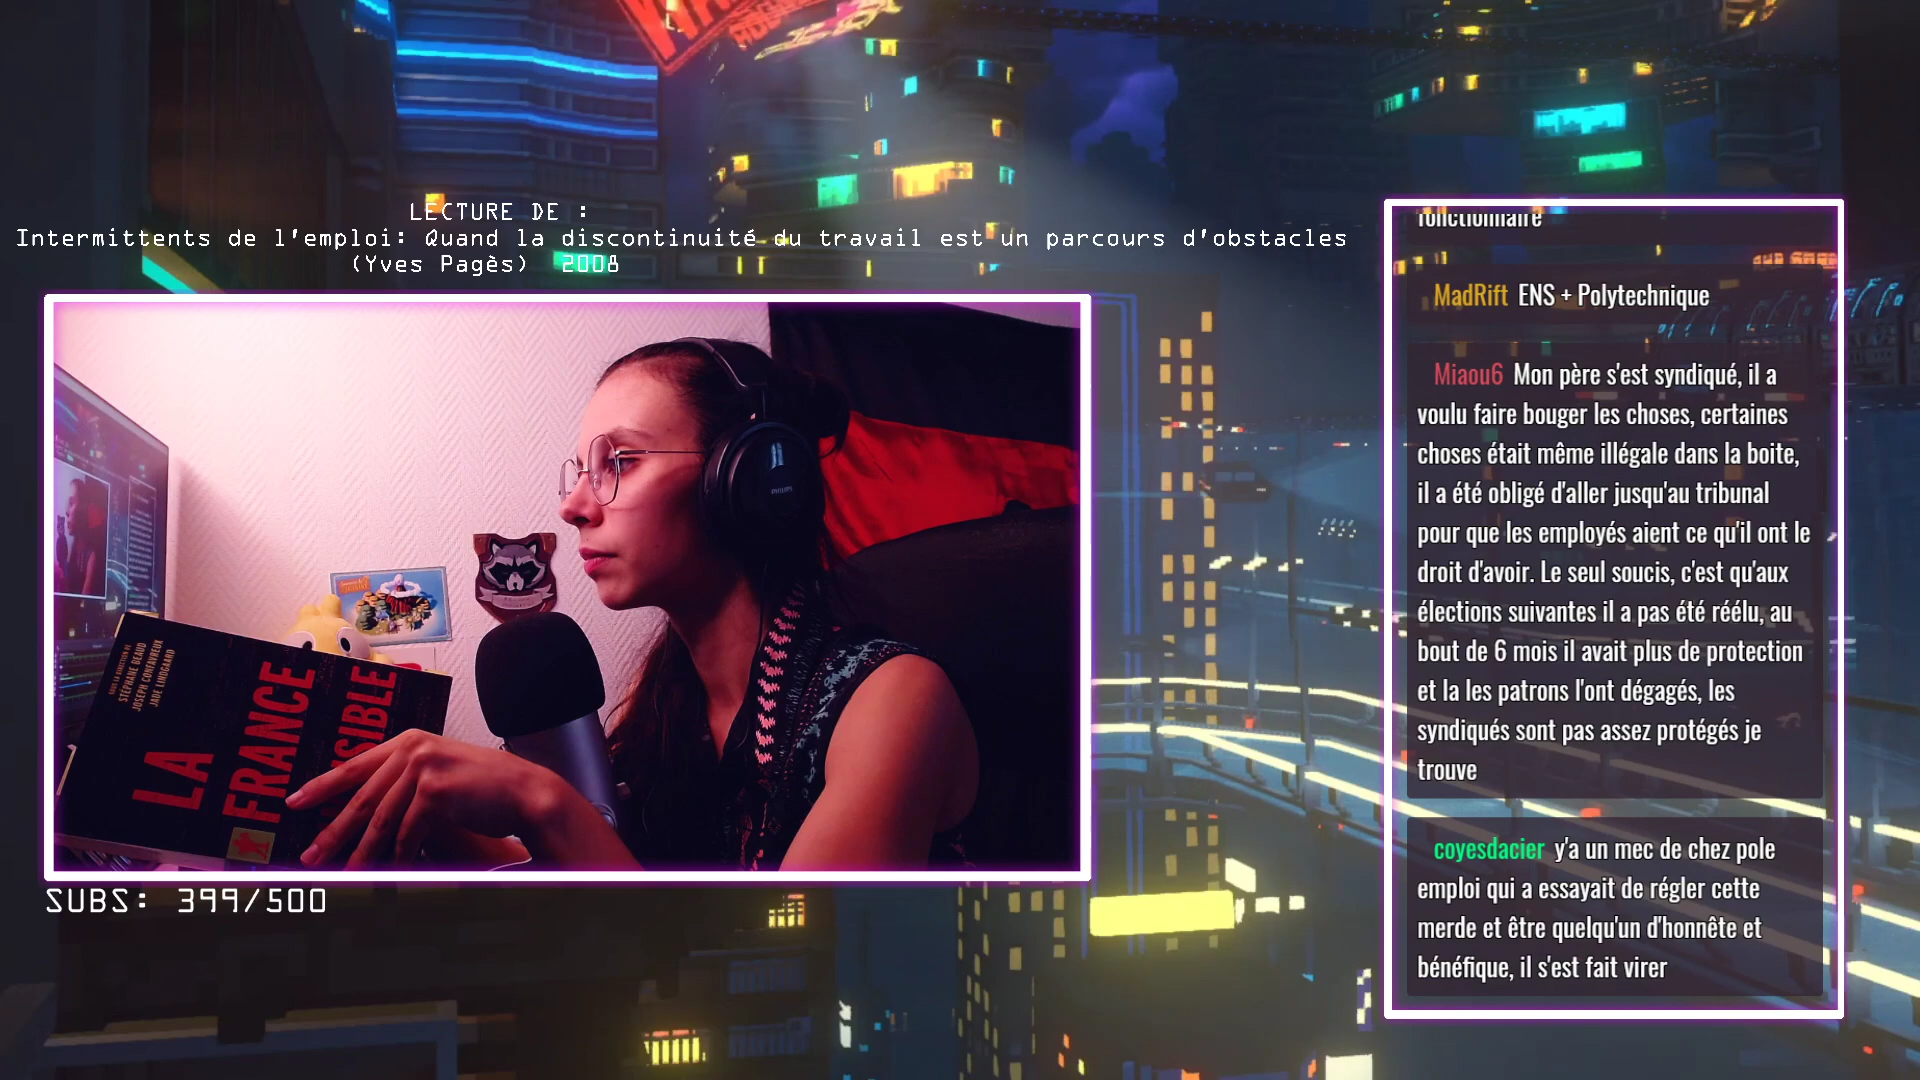 LECTURE DE :
Intermittents de l'emploi: Quand la discontinuité du travail est un parcours d'obstacles
(Yves Pagès) 2008
fonctionnaire
MadRift ENS + Polytechnique
Miaou6 Mon père s'est syndiqué, il a
voulu faire bouger les choses, certaines
choses était même illégale dans la boite,
il a été obligé d'aller jusqu'au tribunal
pour que les employés aient ce qu'il ont le
droit d'avoir. Le seul soucis, c'est qu'aux
élections suivantes il a pas été réélu, au
bout de 6 mois il avait plus de protection
et la les patrons l'ont dégagés, les
syndiqués sont pas assez protégés je
trouve
coyesdacier y'a un mec de chez pole
emploi qui a essayait de régler cette
merde et être quelqu'un d'honnête et
bénéfique, il s'est fait virer
STÉPHANE BEAUD
JOSEPH CONFAVREUX
JADE LINDGAARD
LA
FRANCE
PHILIPS
SUBS: 399/500